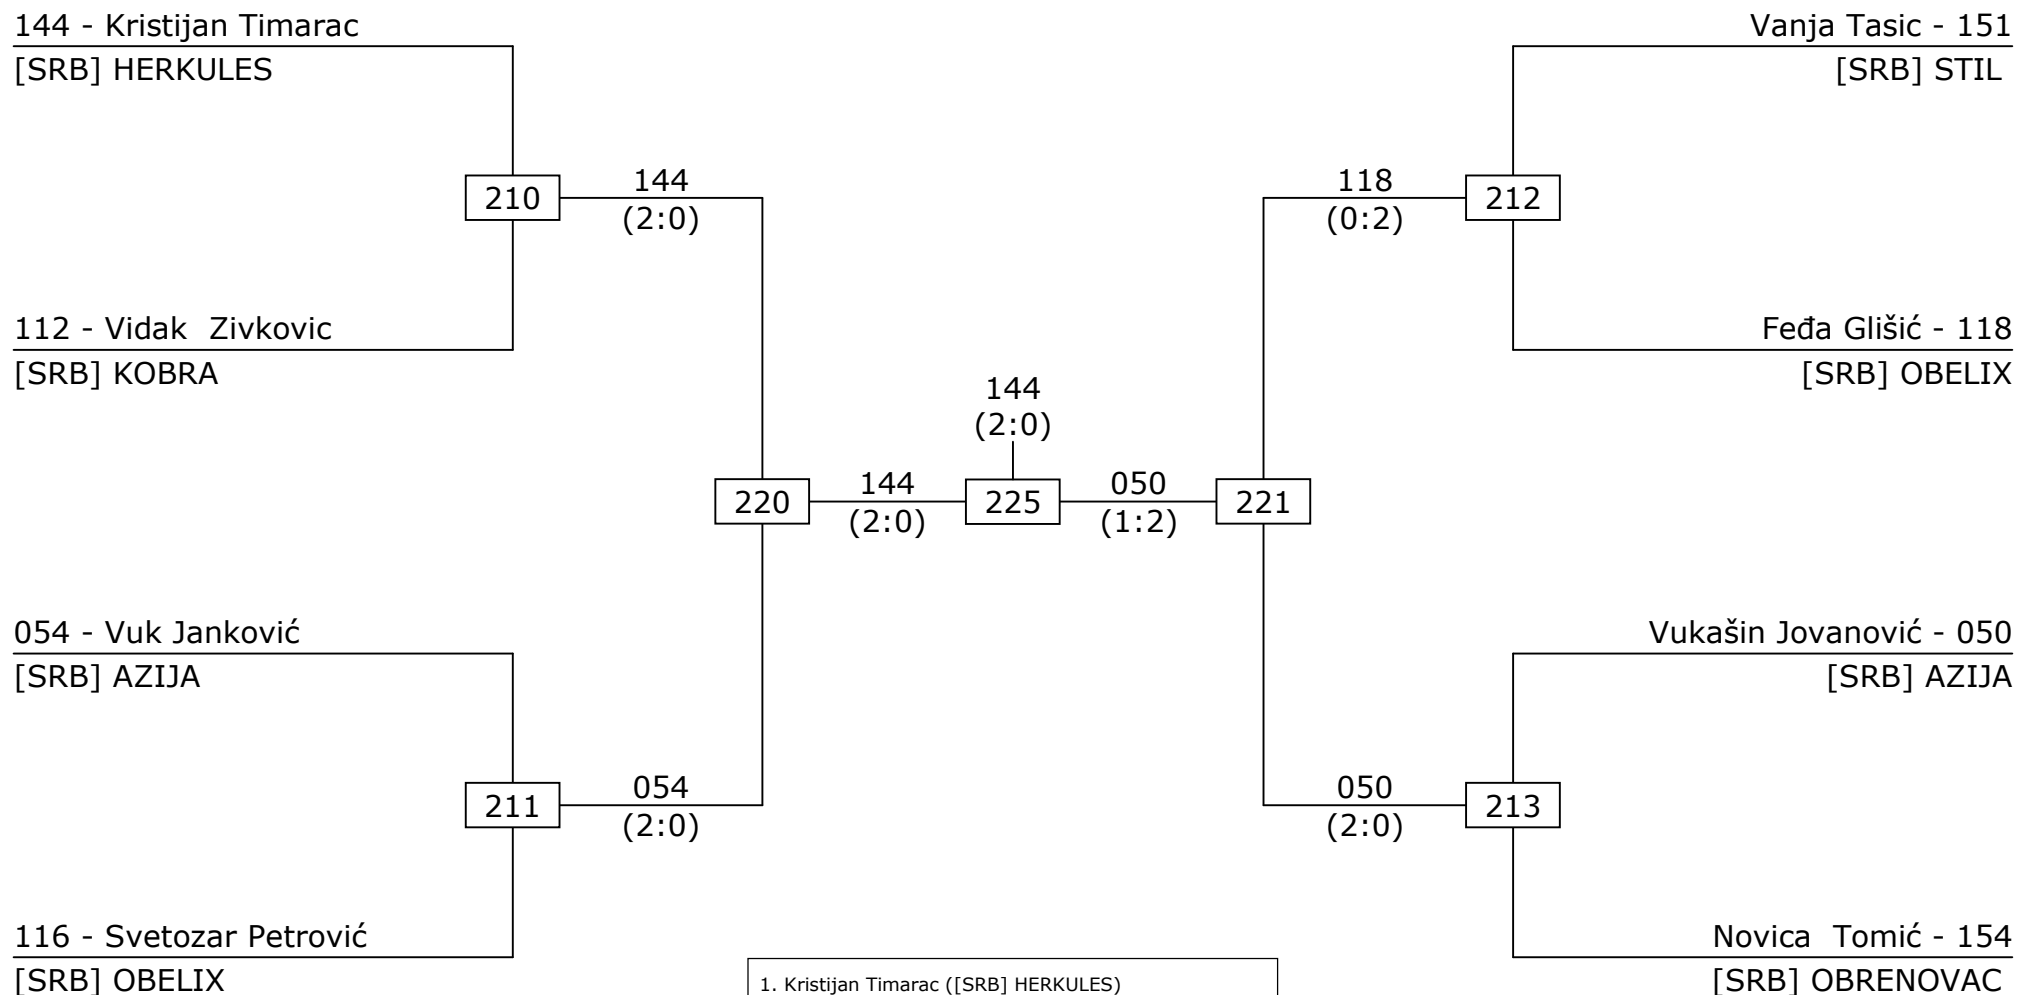 144 - Kristijan Timarac
[SRB] HERKULES
Vanja Tasic - 151
[SRB] STIL
210
144
(2:0)
118
(0:2)
212
112 - Vidak  Zivkovic
[SRB] KOBRA
Feđa Glišić - 118
[SRB] OBELIX
144
(2:0)
220
144
(2:0)
225
050
(1:2)
221
054 - Vuk Janković
[SRB] AZIJA
Vukašin Jovanović - 050
[SRB] AZIJA
211
054
(2:0)
050
(2:0)
213
116 - Svetozar Petrović
[SRB] OBELIX
Novica  Tomić - 154
[SRB] OBRENOVAC
1. Kristijan Timarac ([SRB] HERKULES)